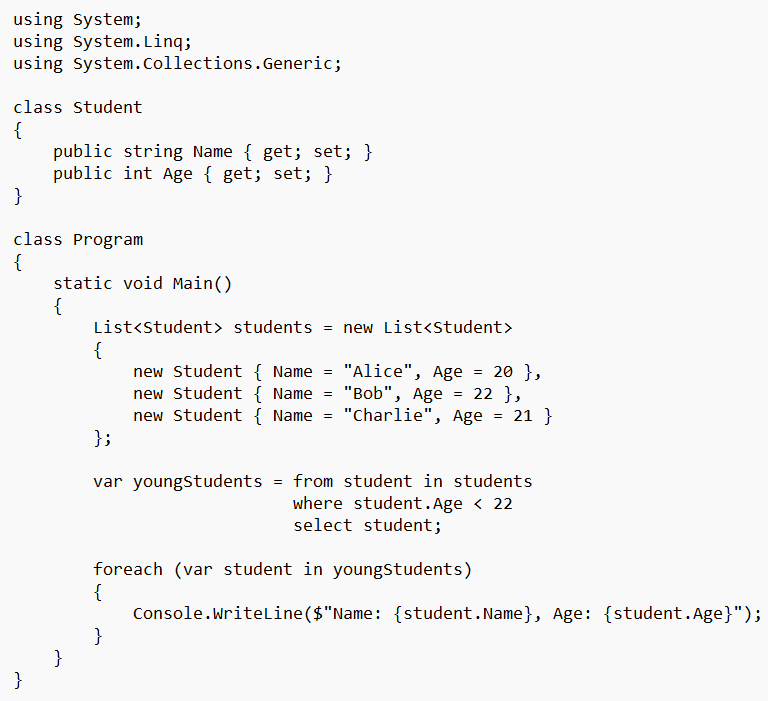 using System;
using System.Linq;
using System.Collections.Generic;

class Student
{
    public string Name { get; set; }
    public int Age { get; set; }
}

class Program
{
    static void Main()
    {
        List<Student> students = new List<Student>
        {
            new Student { Name = "Alice", Age = 20 },
            new Student { Name = "Bob", Age = 22 },
            new Student { Name = "Charlie", Age = 21 }
        };

        var youngStudents = from student in students
                            where student.Age < 22
                            select student;

        foreach (var student in youngStudents)
        {
            Console.WriteLine($"Name: {student.Name}, Age: {student.Age}");
        }
    }
}